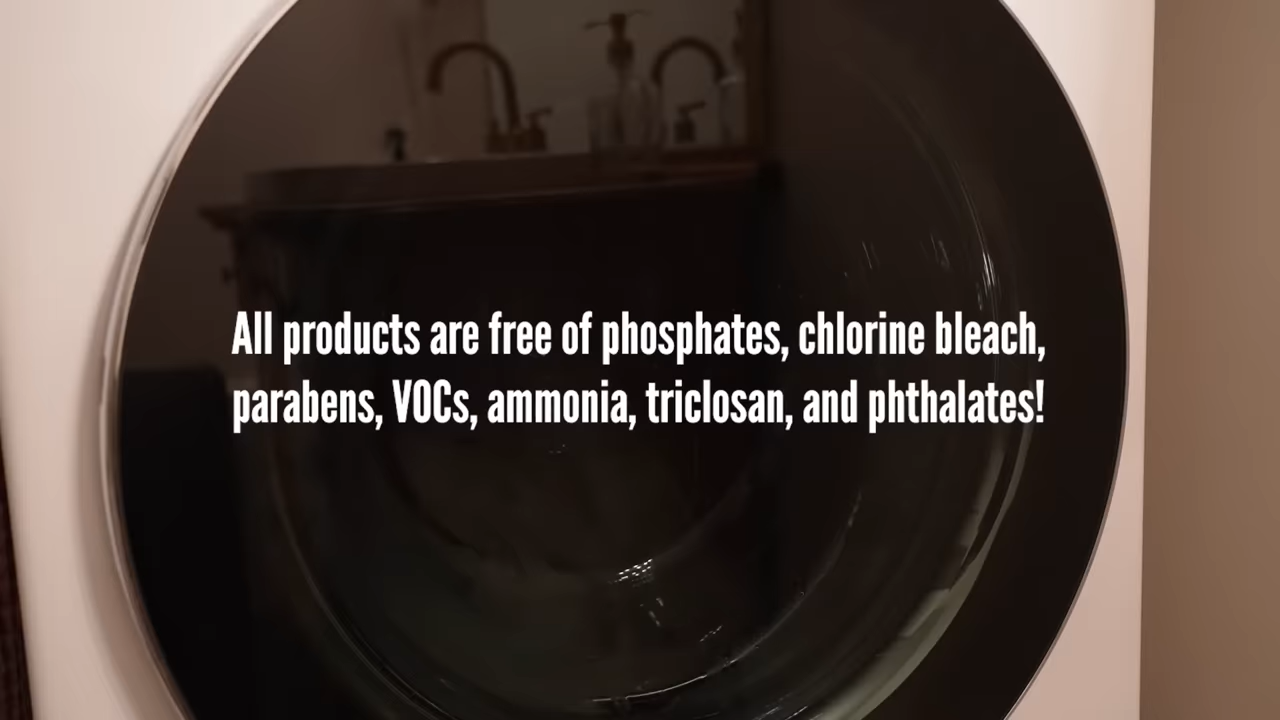 All products are free of phosphates, chlorine bleach,
parabens, VOCs, ammonia, triclosan, and phthalates!